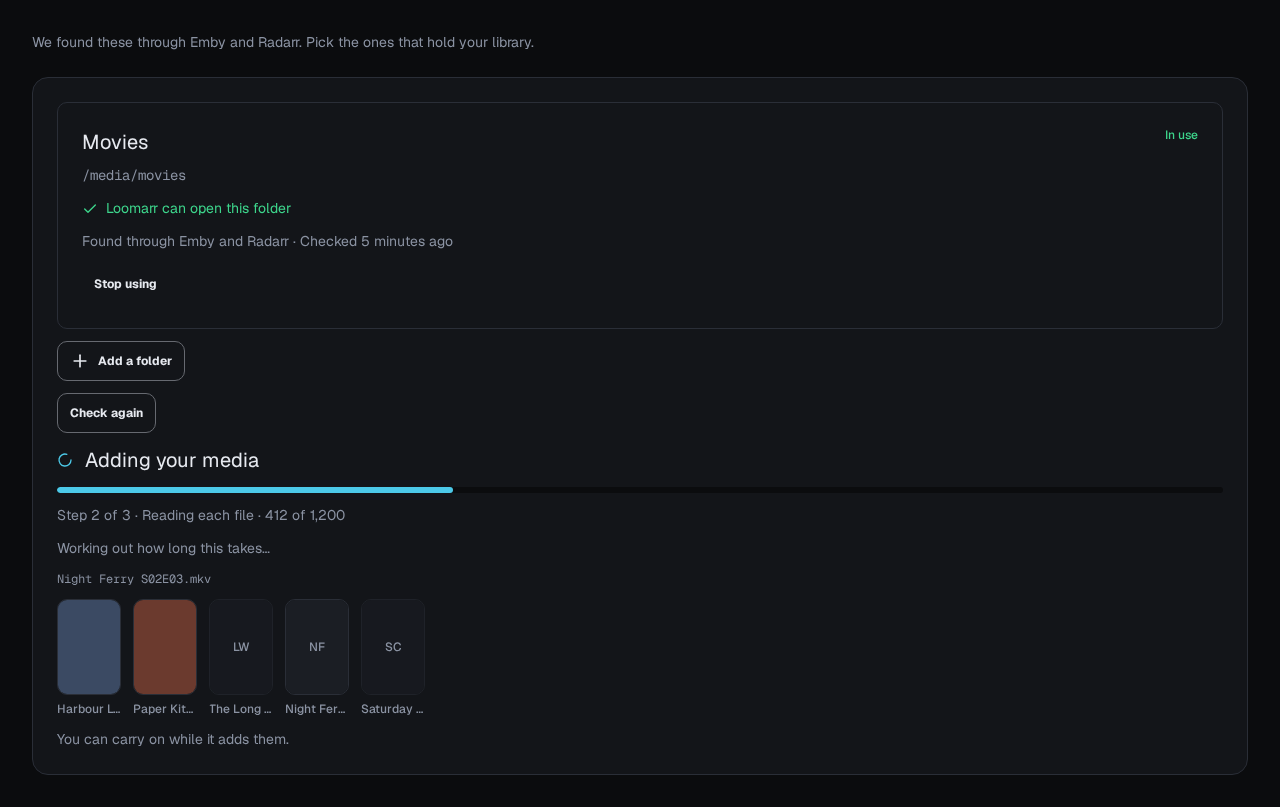 We found these through Emby and Radarr. Pick the ones that hold your library.
Movies
In use
/media/movies
Loomarr can open this folder
Found through Emby and Radarr · Checked 5 minutes ago
Stop using
Add a folder
Check again
Adding your media
Step 2 of 3 · Reading each file · 412 of 1,200
Working out how long this takes…
Night Ferry S02E03.mkv
LW
NF
SC
Harbour L…
Paper Kit…
The Long …
Night Fer…
Saturday …
You can carry on while it adds them.